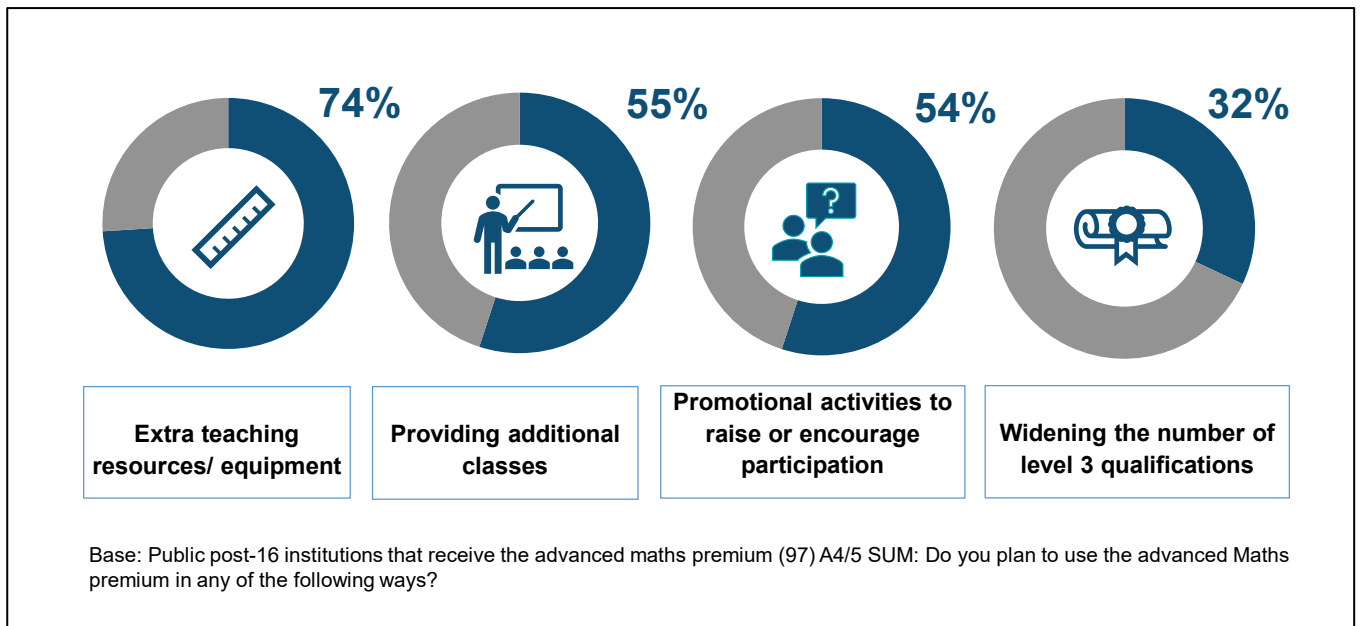 74%
55%
54%
32%
Extra teaching
resources/ equipment
Providing additional
classes
Promotional activities to
raise or encourage
participation
Widening the number of
level 3 qualifications
?
Base: Public post-16 institutions that receive the advanced maths premium (97) A4/5 SUM: Do you plan to use the advanced Maths
premium in any of the following ways?